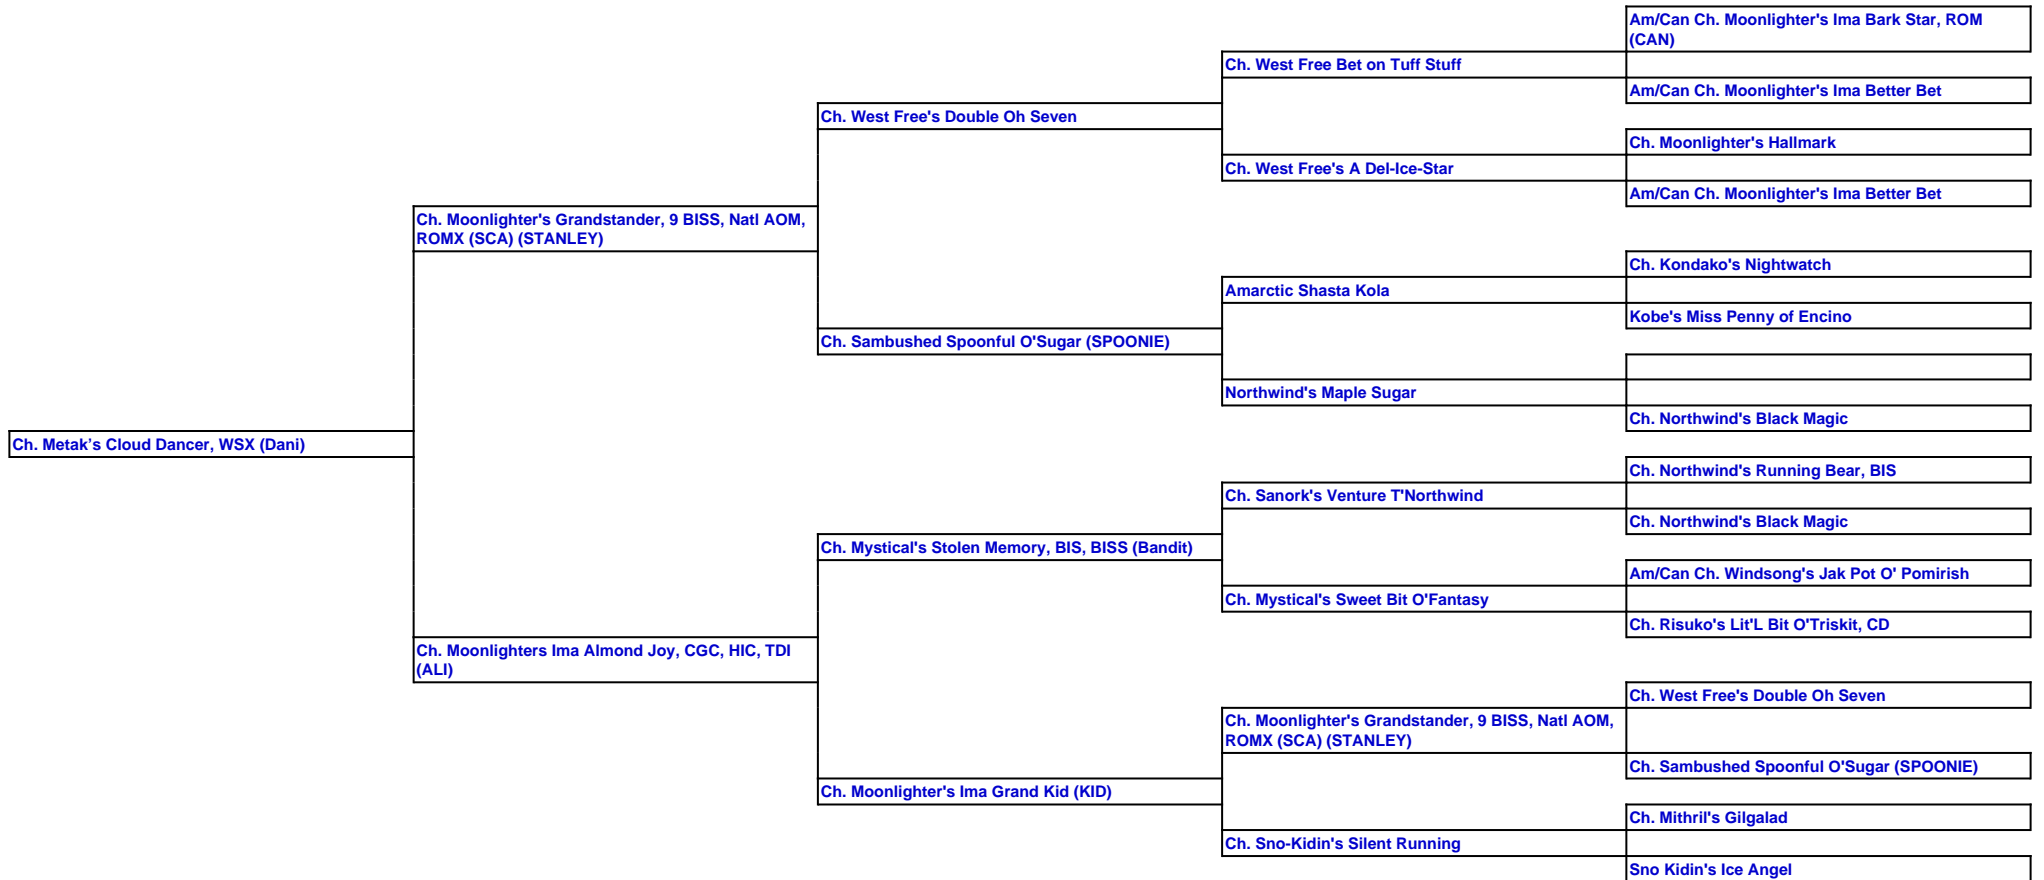 Am/Can Ch. Moonlighter's Ima Bark Star, ROM
(CAN)
Ch. West Free Bet on Tuff Stuff
Am/Can Ch. Moonlighter's Ima Better Bet
Ch. West Free's Double Oh Seven
Ch. Moonlighter's Hallmark
Ch. West Free's A Del-Ice-Star
Am/Can Ch. Moonlighter's Ima Better Bet
Ch. Moonlighter's Grandstander, 9 BISS, Natl AOM,
ROMX (SCA) (STANLEY)
Ch. Kondako's Nightwatch
Amarctic Shasta Kola
Kobe's Miss Penny of Encino
Ch. Sambushed Spoonful O'Sugar (SPOONIE)
Northwind's Maple Sugar
Ch. Northwind's Black Magic
Ch. Metak’s Cloud Dancer, WSX (Dani)
Ch. Northwind's Running Bear, BIS
Ch. Sanork's Venture T'Northwind
Ch. Northwind's Black Magic
Ch. Mystical's Stolen Memory, BIS, BISS (Bandit)
Am/Can Ch. Windsong's Jak Pot O' Pomirish
Ch. Mystical's Sweet Bit O'Fantasy
Ch. Risuko's Lit'L Bit O'Triskit, CD
Ch. Moonlighters Ima Almond Joy, CGC, HIC, TDI
(ALI)
Ch. West Free's Double Oh Seven
Ch. Moonlighter's Grandstander, 9 BISS, Natl AOM,
ROMX (SCA) (STANLEY)
Ch. Sambushed Spoonful O'Sugar (SPOONIE)
Ch. Moonlighter's Ima Grand Kid (KID)
Ch. Mithril's Gilgalad
Ch. Sno-Kidin's Silent Running
Sno Kidin's Ice Angel